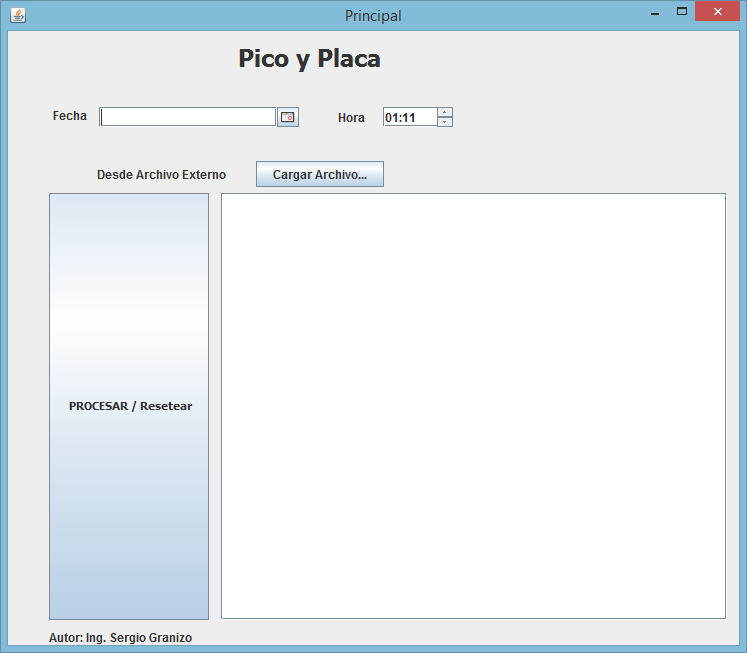 Principal
Pico y Placa
Fecha
Hora 01:11
Desde Archivo Externo Cargar Archivo...
PROCESAR / Resetear
Autor: Ing. Sergio Granizo